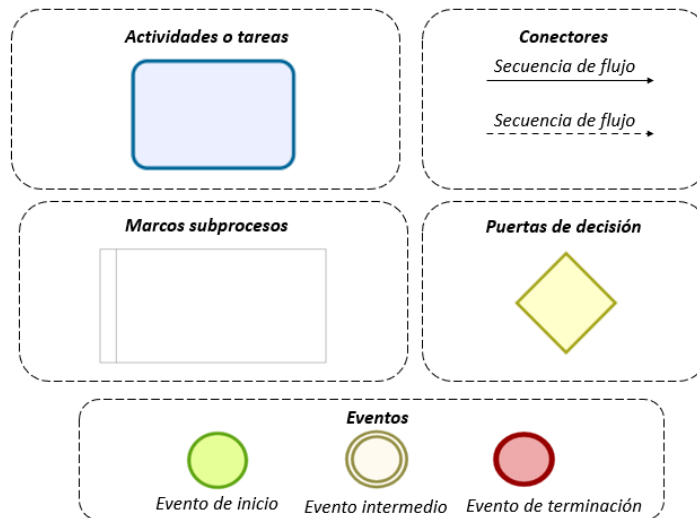 Actividades o tareas
Conectores
Secuencia de flujo
Secuencia de flujo
Marcos subprocesos
Puertas de decisión
Eventos
Evento de inicio
Evento intermedio
Evento de terminación